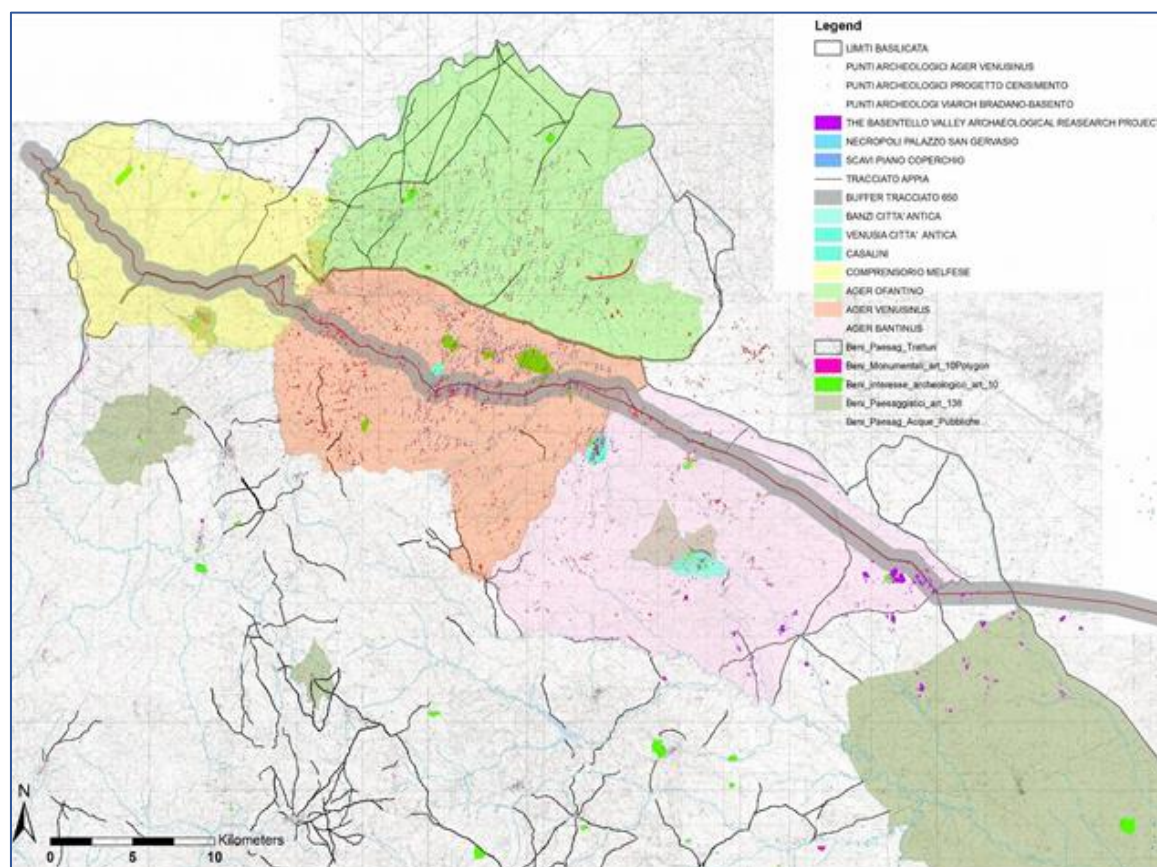 Legend
LIMITI BASILICATA
PUNTI ARCHEOLOGICI AGER VENUSINUS
PUNTI ARCHEOLOGICI PROGETTO CENSIMENTO
PUNTI ARCHEOLOGI VIARCH BRADANO-BASENTO
THE BASENTELLO VALLEY ARCHAEOLOGICAL REASEARCH PROJECT
NECROPOLI PALAZZO SAN GERVASIO
SCAVI PIANO COPERCHIO
TRACCIATO APPIA
BUFFER TRACCIATO 650
BANZI CITTA' ANTICA
VENUSIA CITTA' ANTICA
CASALINI
COMPRENSORIO MELFESE
AGER OFANTINO
AGER VENUSINUS
AGER BANTINUS
Beni_Paesag_Tratturi
Beni_Monumentali_art_10Polygon
Beni_interesse_archeologico_art_10
Beni_Paesaggistici_art_136
Beni_Paesag_Acque_Pubbliche
N
Kilometers
0 5 10